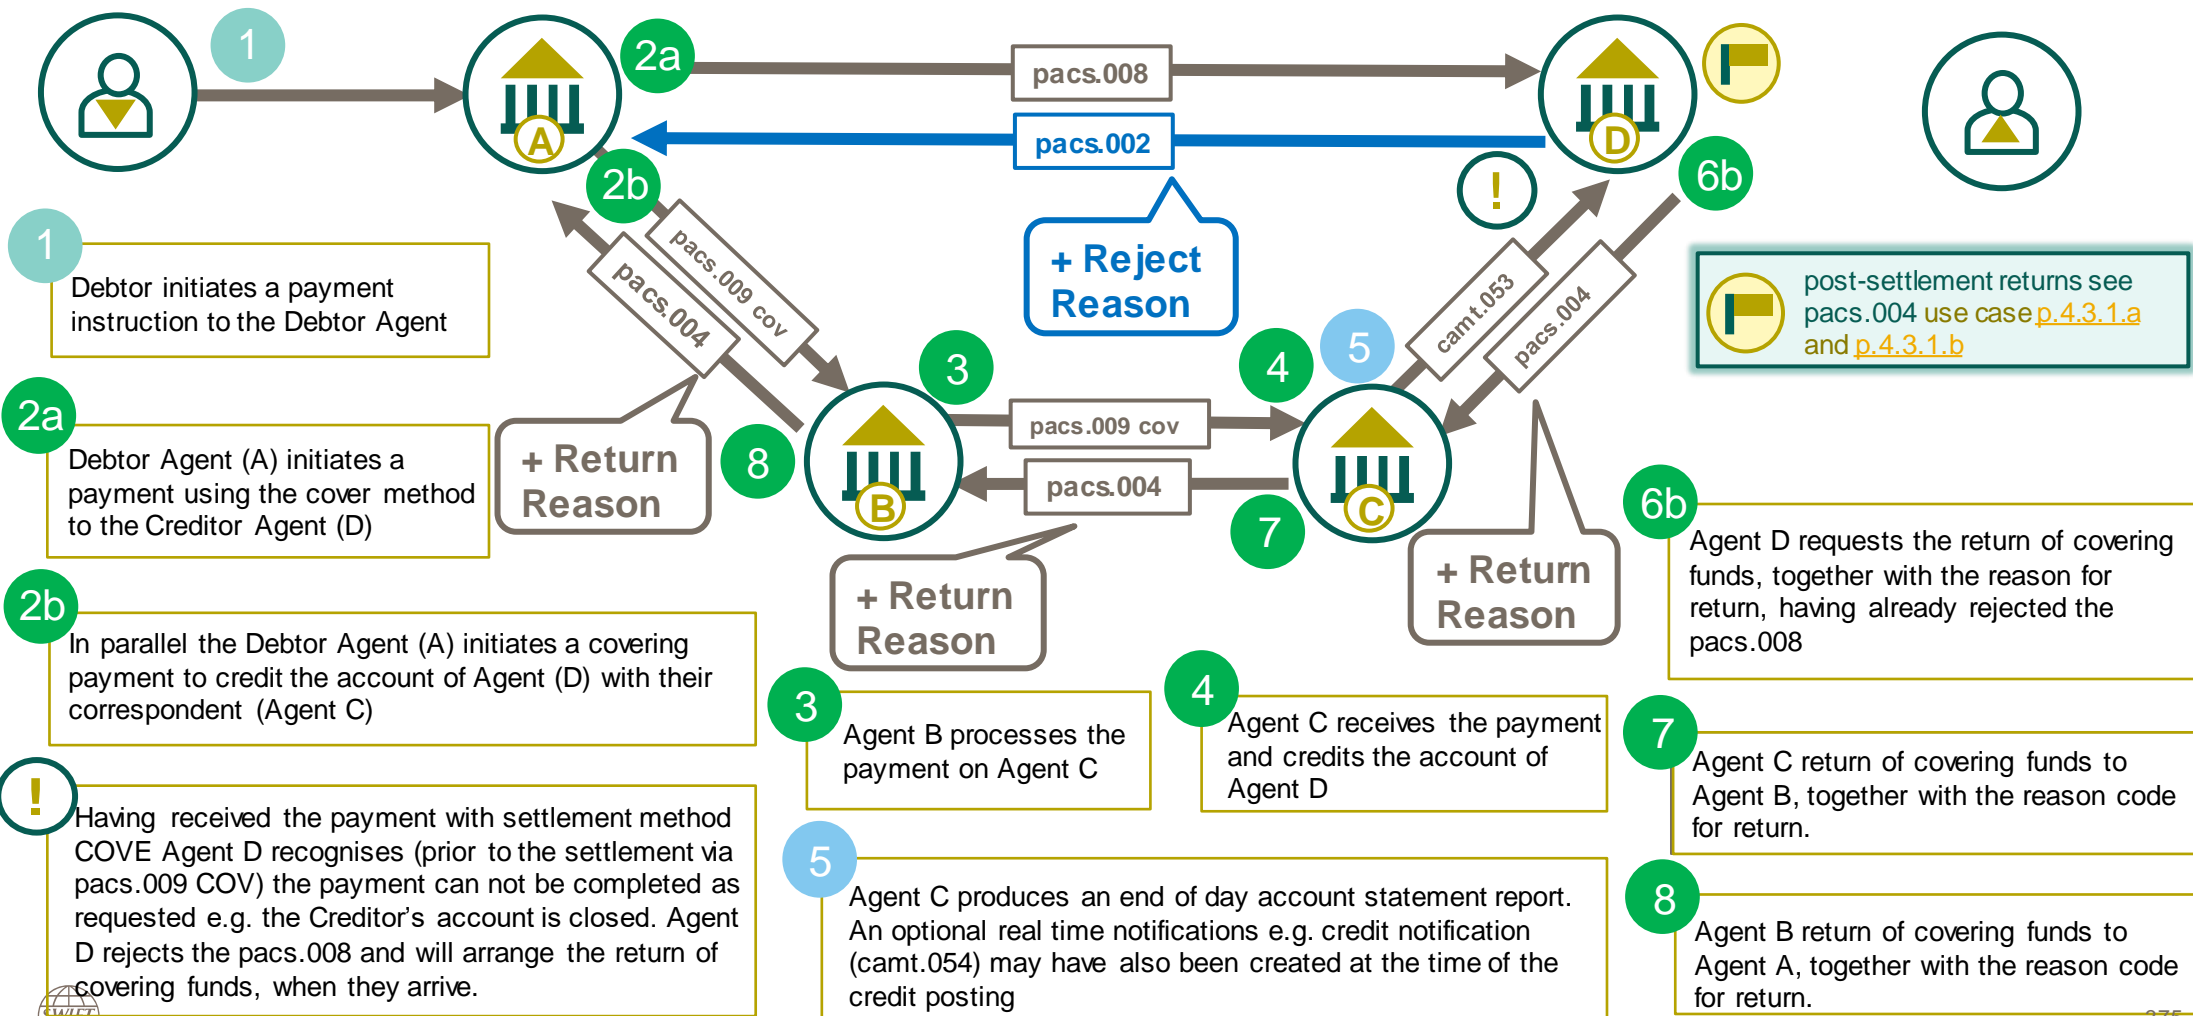 1
2a
pacs.008
A
D
pacs.002
2b
!
6b
+ Reject
Reason
pacs.009 cov
pacs.004
camt.053
pacs.004
1
Debtor initiates a payment
instruction to the Debtor Agent
post-settlement returns see
pacs.004 use case p.4.3.1.a
and p.4.3.1.b
3
4
5
pacs.009 cov
pacs.004
B
C
8
7
+ Return
Reason
+ Return
Reason
+ Return
Reason
2a
Debtor Agent (A) initiates a
payment using the cover method
to the Creditor Agent (D)
6b
Agent D requests the return of covering
funds, together with the reason for
return, having already rejected the
pacs.008
2b
In parallel the Debtor Agent (A) initiates a covering
payment to credit the account of Agent (D) with their
correspondent (Agent C)
3
Agent B processes the
payment on Agent C
4
Agent C receives the payment
and credits the account of
Agent D
7
Agent C return of covering funds to
Agent B, together with the reason code
for return.
!
Having received the payment with settlement method
COVE Agent D recognises (prior to the settlement via
pacs.009 COV) the payment can not be completed as
requested e.g. the Creditor's account is closed. Agent
D rejects the pacs.008 and will arrange the return of
covering funds, when they arrive.
5
Agent C produces an end of day account statement report.
An optional real time notifications e.g. credit notification
(camt.054) may have also been created at the time of the
credit posting
8
Agent B return of covering funds to
Agent A, together with the reason code
for return.
SWIFT